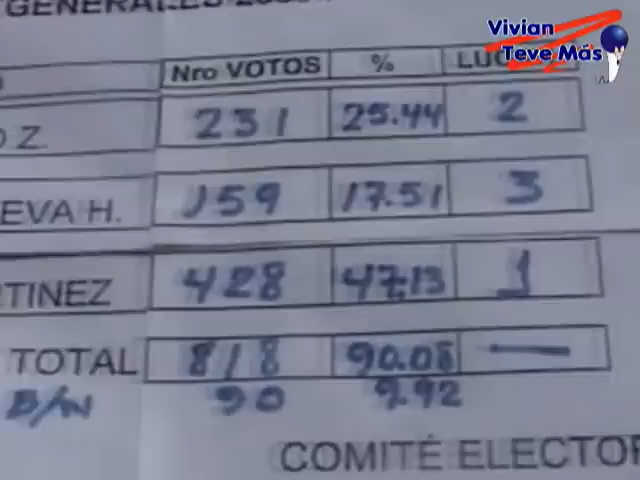 GENERALES
Vivian
Teve Más
Nro VOTOS %
O Z. 231 25.44 2
EVA H. 159 17.51 3
TINEZ 428 47.13 1
TOTAL 818 90.08 —
B/N 90 9.92
COMITÉ ELECTOR